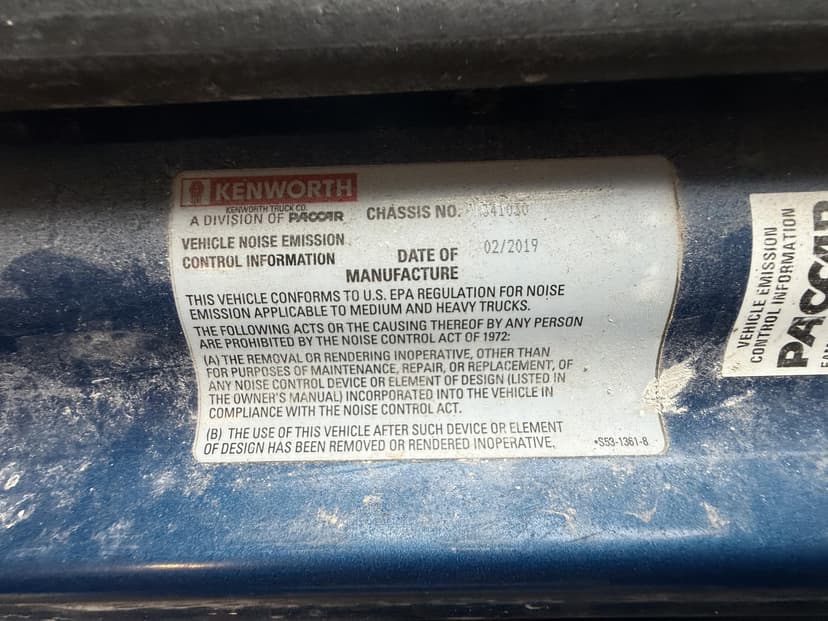 KENWORTH
KENWORTH TRUCK CO.
A DIVISION OF PACCAR
CHASSIS NO.
VEHICLE NOISE EMISSION
CONTROL INFORMATION
DATE OF
MANUFACTURE
02/2019
THIS VEHICLE CONFORMS TO U.S. EPA REGULATION FOR NOISE
EMISSION APPLICABLE TO MEDIUM AND HEAVY TRUCKS.
THE FOLLOWING ACTS OR THE CAUSING THEREOF BY ANY PERSON
ARE PROHIBITED BY THE NOISE CONTROL ACT OF 1972:
(A) THE REMOVAL OR RENDERING INOPERATIVE, OTHER THAN
FOR PURPOSES OF MAINTENANCE, REPAIR, OR REPLACEMENT, OF
ANY NOISE CONTROL DEVICE OR ELEMENT OF DESIGN (LISTED IN
THE OWNER'S MANUAL) INCORPORATED INTO THE VEHICLE IN
COMPLIANCE WITH THE NOISE CONTROL ACT.
(B) THE USE OF THIS VEHICLE AFTER SUCH DEVICE OR ELEMENT
OF DESIGN HAS BEEN REMOVED OR RENDERED INOPERATIVE.
*S53-1361-8
VEHICLE EMISSION
CONTROL INFORMATION
PACCAR